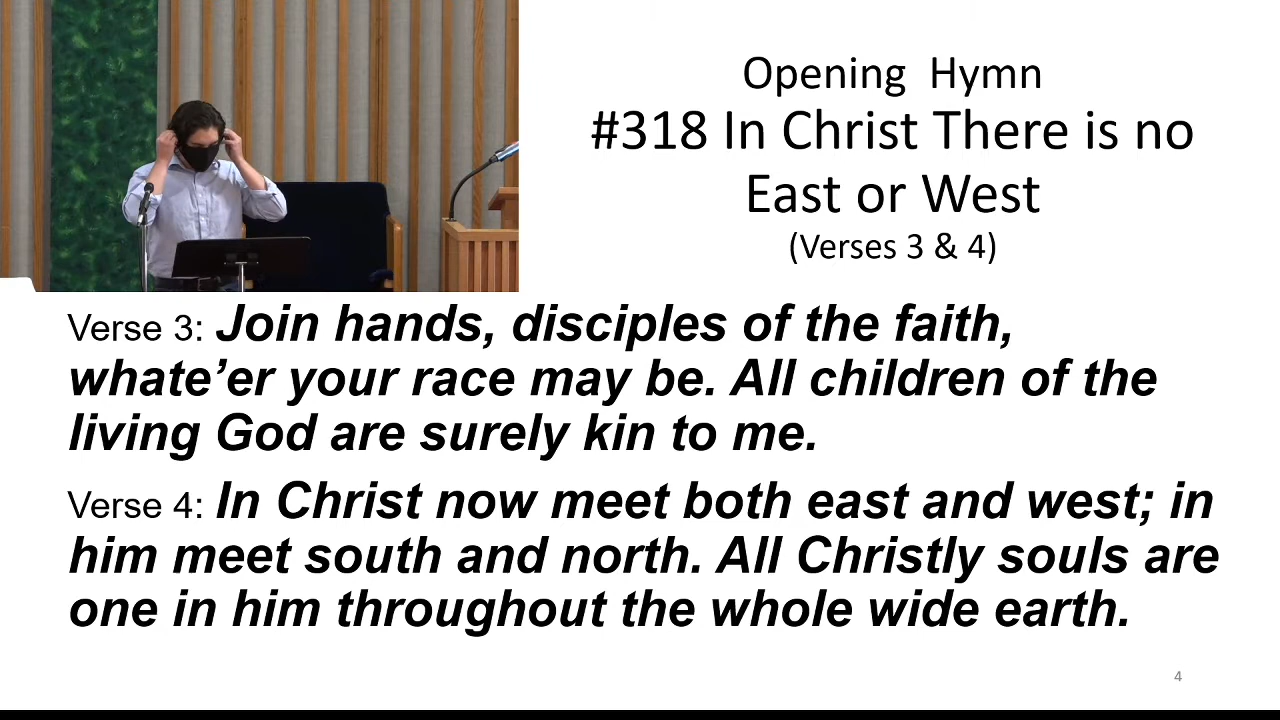 Opening Hymn
#318 In Christ There is no
East or West
(Verses 3 & 4)
Verse 3: Join hands, disciples of the faith,
whate’er your race may be. All children of the
living God are surely kin to me.
Verse 4: In Christ now meet both east and west; in
him meet south and north. All Christly souls are
one in him throughout the whole wide earth.
4